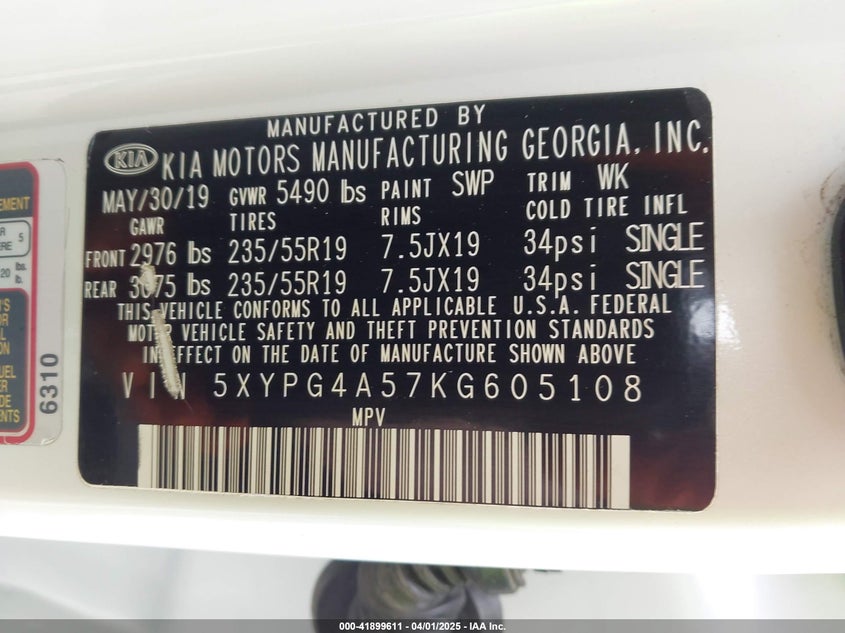 MANUFACTURED BY
KIA KIA MOTORS MANUFACTURING GEORGIA, INC.
MAY/30/19 GVWR 5490 lbs PAINT SWP TRIM WK
GAWR TIRES RIMS COLD TIRE INFL
FRONT 2976 lbs 235/55R19 7.5JX19 34psi SINGLE
REAR 3075 lbs 235/55R19 7.5JX19 34psi SINGLE
THIS VEHICLE CONFORMS TO ALL APPLICABLE U.S.A. FEDERAL
MOTOR VEHICLE SAFETY AND THEFT PREVENTION STANDARDS
IN EFFECT ON THE DATE OF MANUFACTURE SHOWN ABOVE
VIN 5XYPG4A57KG605108
MPV
5
20 lbs.
lb.
6310
000-41899611 | 04/01/2025 | IAA Inc.